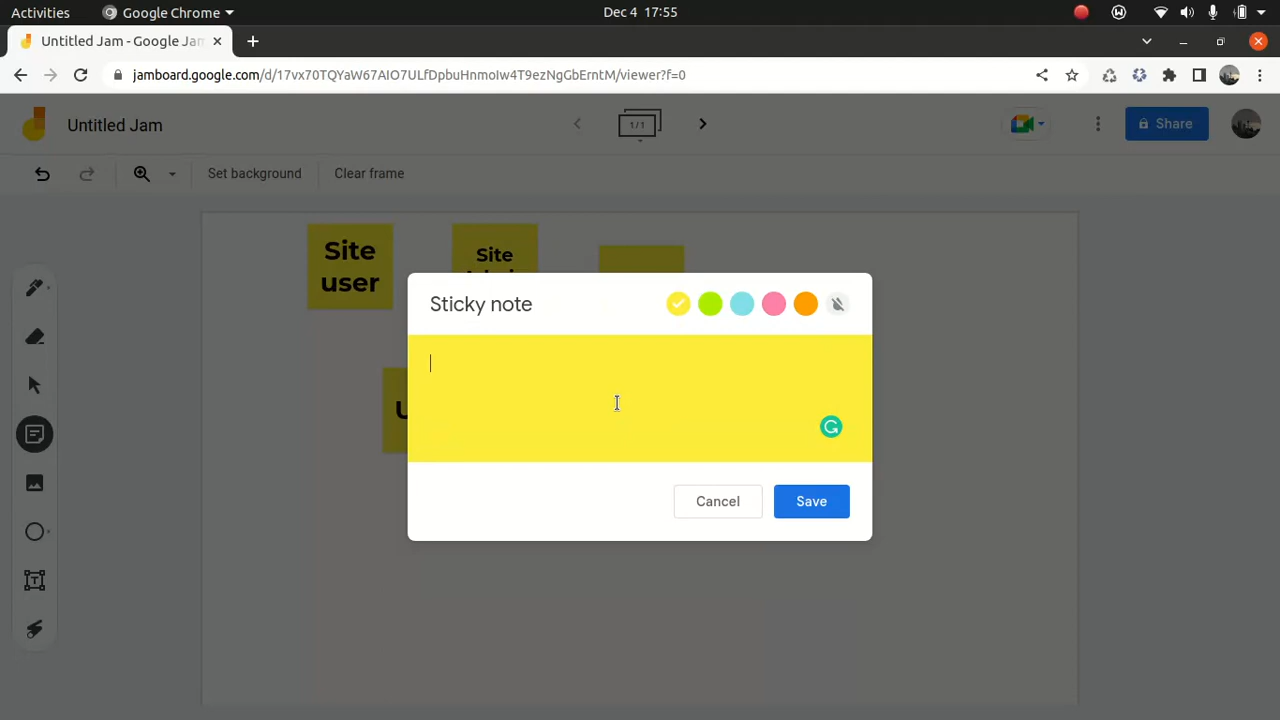 Activities
Google Chrome
Dec 4 17:55
Untitled Jam - Google Jam
jamboard.google.com/d/17vx70TQYaW67AIO7ULfDpbuHnmoIw4T9ezNgGbErntM/viewer?f=0
Untitled Jam
1/1
Share
Set background
Clear frame
Site
user
Site
Sticky note
U
Cancel
Save